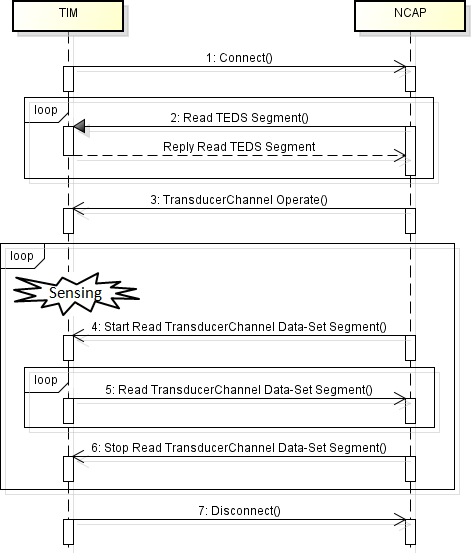 TIM
NCAP
1: Connect()
loop
2: Read TEDS Segment()
Reply Read TEDS Segment
3: TransducerChannel Operate()
loop
Sensing
4: Start Read TransducerChannel Data-Set Segment()
loop
5: Read TransducerChannel Data-Set Segment()
6: Stop Read TransducerChannel Data-Set Segment()
7: Disconnect()